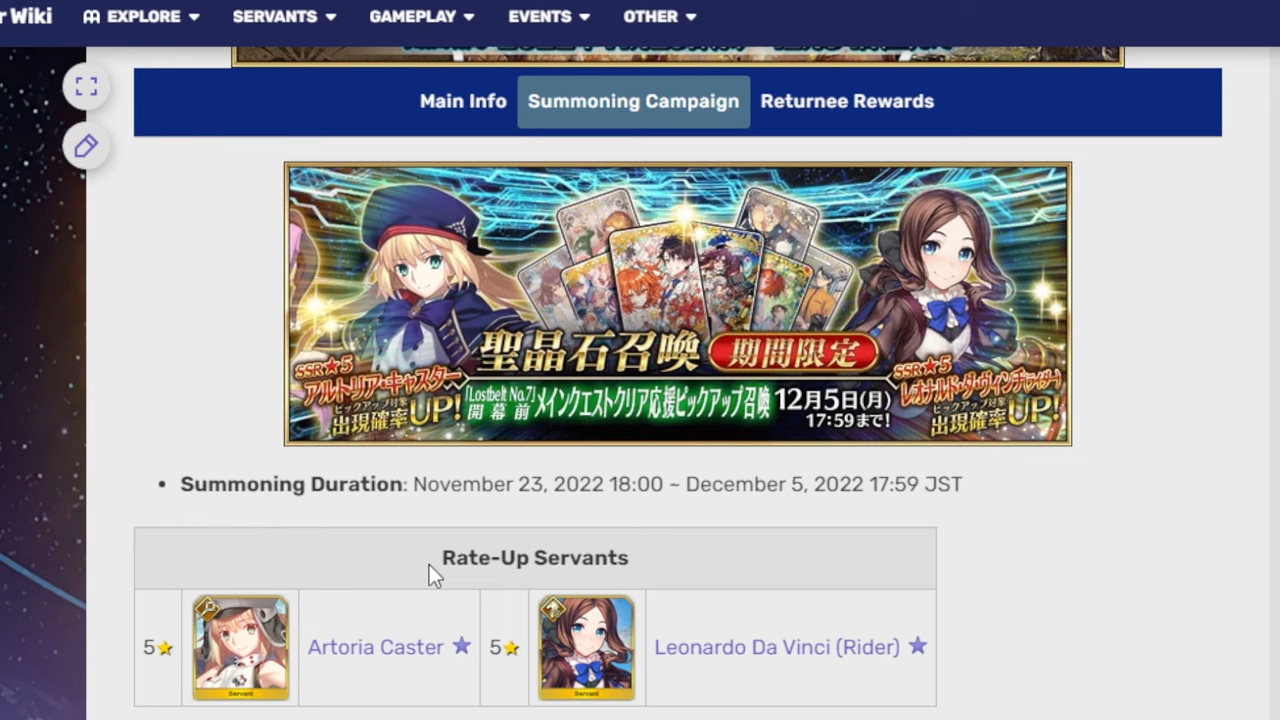 r Wiki EXPLORE SERVANTS GAMEPLAY EVENTS OTHER
Main Info Summoning Campaign Returnee Rewards
聖晶石召喚 期間限定
SSR★5
アルトリア・キャスター
ピックアップ対象
出現確率UP!
SSR★5
レオナルド・ダ・ヴィンチ(ライダー)
ピックアップ対象
出現確率UP!
「Lostbelt No.7」
開幕前 メインクエストクリア応援ピックアップ召喚 12月5日(月)
17:59まで!
• Summoning Duration: November 23, 2022 18:00 ~ December 5, 2022 17:59 JST
Rate-Up Servants
5★ Artoria Caster ★ 5★ Leonardo Da Vinci (Rider) ★
Servant Servant